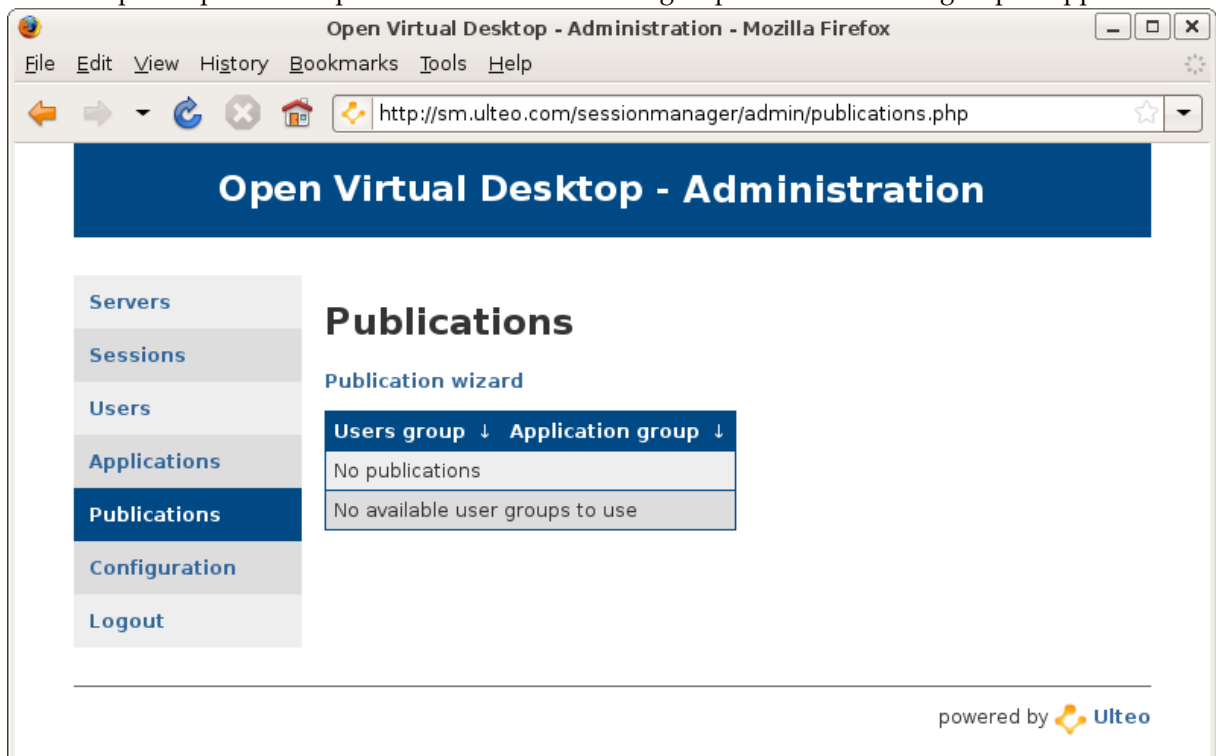 Open Virtual Desktop - Administration - Mozilla Firefox
File Edit View History Bookmarks Tools Help
http://sm.ulteo.com/sessionmanager/admin/publications.php
Open Virtual Desktop - Administration
Servers
Sessions
Users
Applications
Publications
Configuration
Logout
Publications
Publication wizard
Users group ↓ Application group ↓
No publications
No available user groups to use
powered by Ulteo